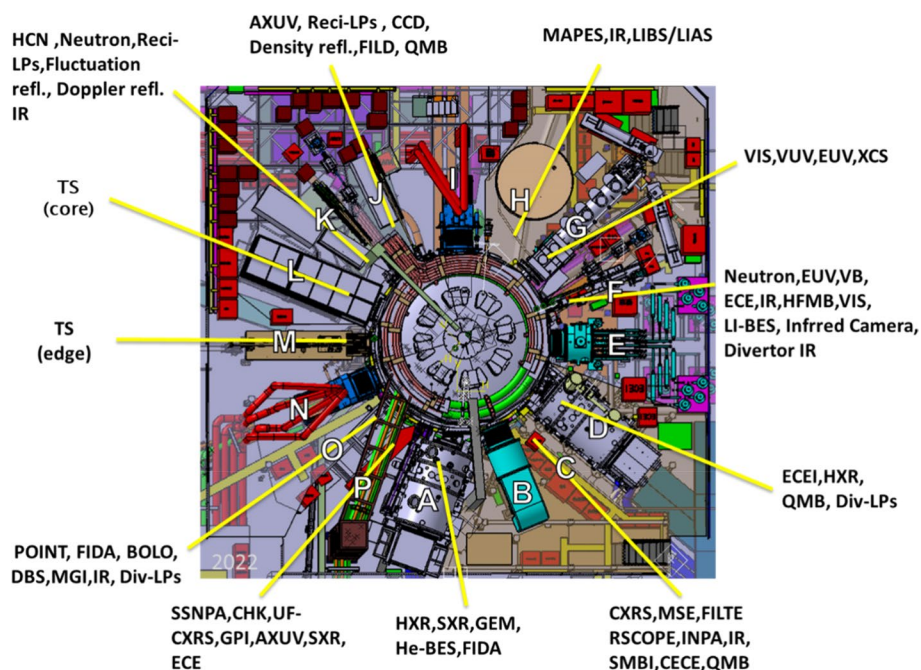 HCN ,Neutron,Reci-
LPs,Fluctuation
refl., Doppler refl.
IR
AXUV, Reci-LPs , CCD,
Density refl.,FILD, QMB
MAPES,IR,LIBS/LIAS
VIS,VUV,EUV,XCS
TS
(core)
Neutron,EUV,VB,
ECE,IR,HFMB,VIS,
LI-BES, Infrred Camera,
Divertor IR
TS
(edge)
ECEI,HXR,
QMB, Div-LPs
POINT, FIDA, BOLO,
DBS,MGI,IR, Div-LPs
SSNPA,CHK,UF-
CXRS,GPI,AXUV,SXR,
ECE
HXR,SXR,GEM,
He-BES,FIDA
CXRS,MSE,FILTE
RSCOPE,INPA,IR,
SMBI,CECE,QMB
I
H
J
G
K
L
F
M
E
N
D
O
C
P
A
B
2022